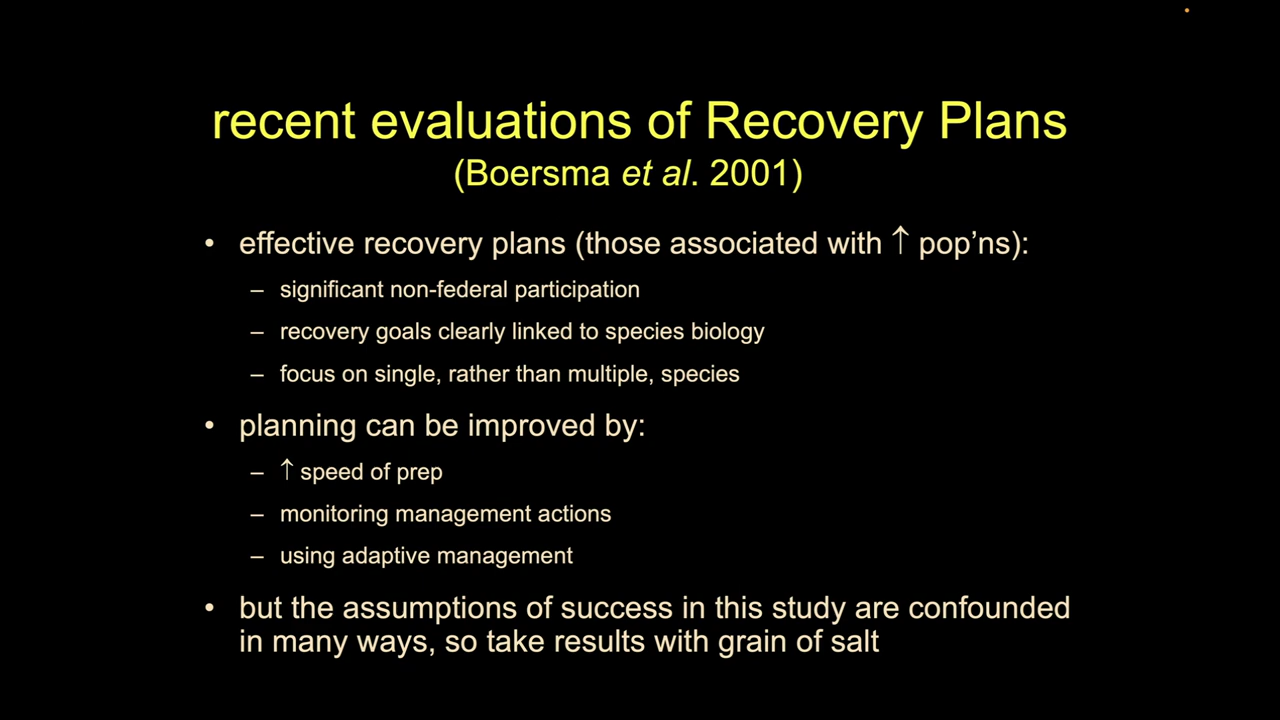 recent evaluations of Recovery Plans
(Boersma et al. 2001)
• effective recovery plans (those associated with ↑ pop’ns):
– significant non-federal participation
– recovery goals clearly linked to species biology
– focus on single, rather than multiple, species
• planning can be improved by:
– ↑ speed of prep
– monitoring management actions
– using adaptive management
• but the assumptions of success in this study are confounded
in many ways, so take results with grain of salt